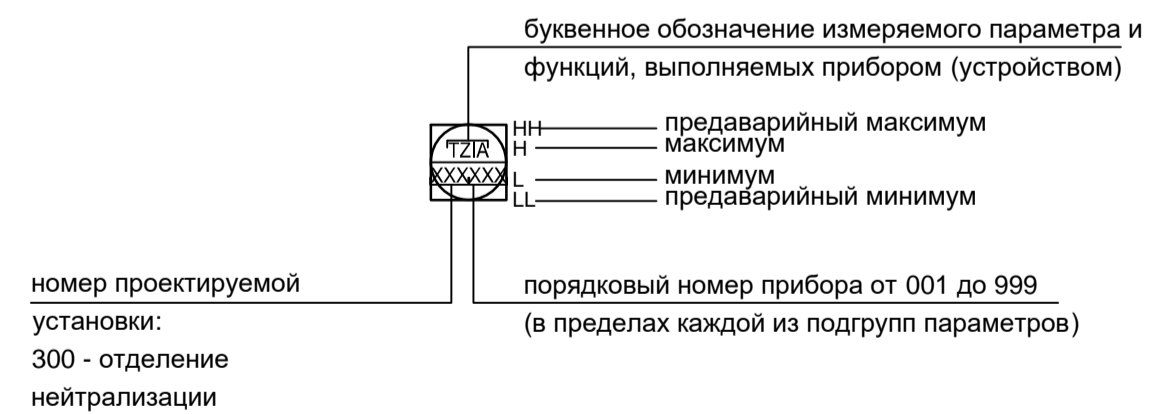 буквенное обозначение измеряемого параметра и
функций, выполняемых прибором (устройством)
HH предаварийный максимум
TZIA H максимум
XXXXXX L минимум
LL предаварийный минимум
номер проектируемой
установки:
300 - отделение
нейтрализации
порядковый номер прибора от 001 до 999
(в пределах каждой из подгрупп параметров)